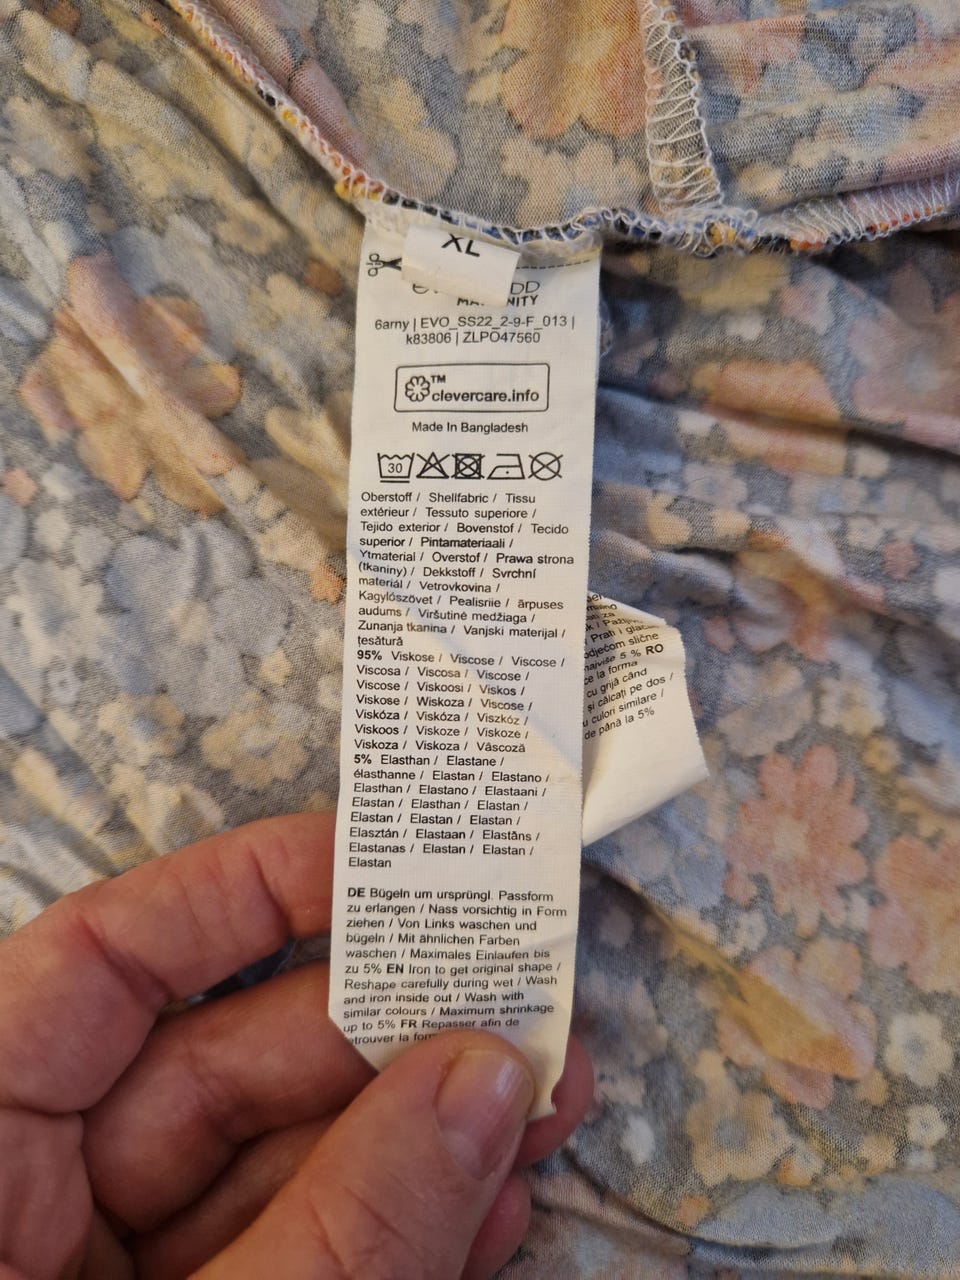 XL
6arny | EVO_SS22_2-9-F_013 |
k83806 | ZLPO47560
TM
clevercare.info
Made In Bangladesh
30
Oberstoff / Shellfabric / Tissu
extérieur / Tessuto superiore /
Tejido exterior / Bovenstof / Tecido
superior / Pintamateriaali /
Ytmaterial / Overstof / Prawa strona
(tkaniny) / Dekkstoff / Svrchní
materiál / Vetrovkovina /
Kagylószövet / Pealisriie / ārpuses
audums / Viršutinė medžiaga /
Zunanja tkanina / Vanjski materijal /
țesătură
95% Viskose / Viscose / Viscose /
Viscosa / Viscosa / Viscose /
Viscose / Viskoosi / Viskos /
Viskose / Wiskoza / Viscose /
Viskóza / Viskóza / Viszkóz /
Viskoos / Viskoze / Viskozė /
Viskoza / Viskoza / Vâscoză
5% Elasthan / Elastane /
élasthanne / Elastan / Elastano /
Elasthan / Elastano / Elastaani /
Elastan / Elasthan / Elastan /
Elastan / Elastan / Elastan /
Elasztán / Elastaan / Elastāns /
Elastanas / Elastan / Elastan /
Elastan
DE Bügeln um ursprüngl. Passform
zu erlangen / Nass vorsichtig in Form
ziehen / Von Links waschen und
bügeln / Mit ähnlichen Farben
waschen / Maximales Einlaufen bis
zu 5% EN Iron to get original shape /
Reshape carefully during wet / Wash
and iron inside out / Wash with
similar colours / Maximum shrinkage
up to 5% FR Repasser afin de
la
za
Prati i
slične
5 % RO
la forma
cu grijă când
și călcați pe dos /
culori similare /
de până la 5%